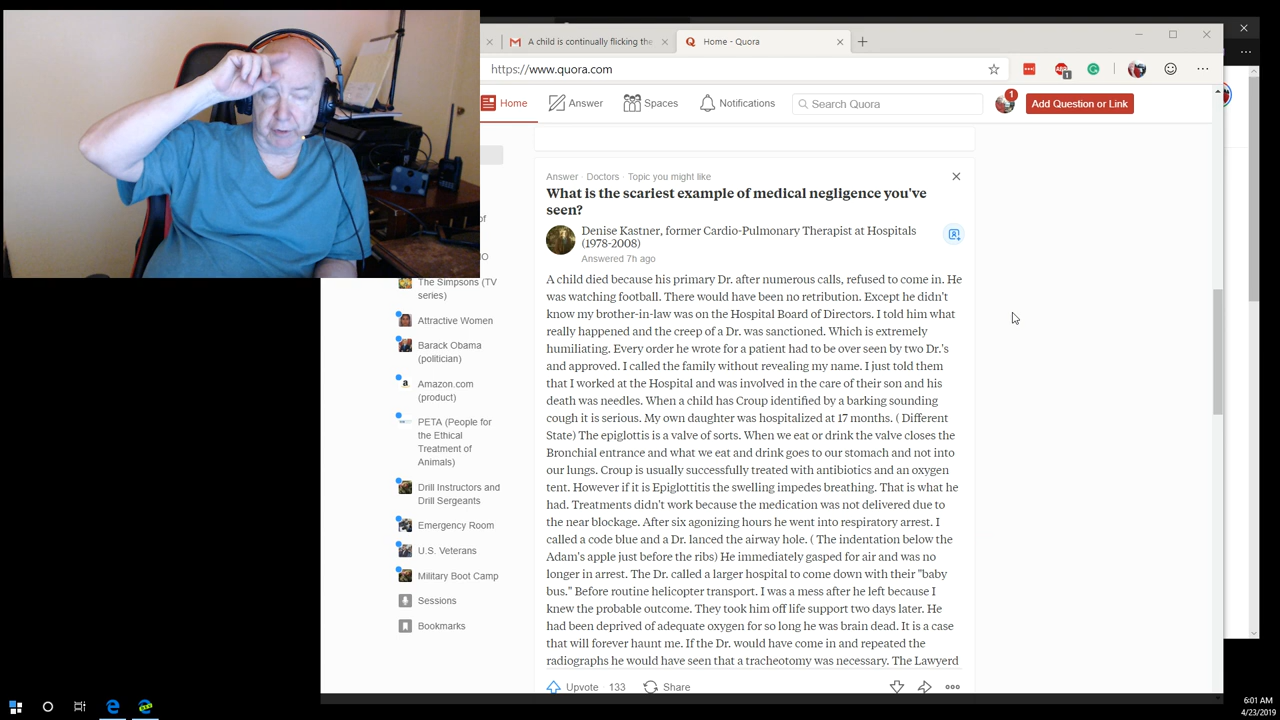 A child is continually flicking the
Home - Quora
https://www.quora.com
1
Home
Answer
Spaces
Notifications
Search Quora
1
Add Question or Link
Answer · Doctors · Topic you might like
What is the scariest example of medical negligence you've
seen?
Denise Kastner, former Cardio-Pulmonary Therapist at Hospitals
(1978-2008)
Answered 7h ago
A child died because his primary Dr. after numerous calls, refused to come in. He
was watching football. There would have been no retribution. Except he didn't
know my brother-in-law was on the Hospital Board of Directors. I told him what
really happened and the creep of a Dr. was sanctioned. Which is extremely
humiliating. Every order he wrote for a patient had to be over seen by two Dr.'s
and approved. I called the family without revealing my name. I just told them
that I worked at the Hospital and was involved in the care of their son and his
death was needles. When a child has Croup identified by a barking sounding
cough it is serious. My own daughter was hospitalized at 17 months. ( Different
State) The epiglottis is a valve of sorts. When we eat or drink the valve closes the
Bronchial entrance and what we eat and drink goes to our stomach and not into
our lungs. Croup is usually successfully treated with antibiotics and an oxygen
tent. However if it is Epiglottitis the swelling impedes breathing. That is what he
had. Treatments didn't work because the medication was not delivered due to
the near blockage. After six agonizing hours he went into respiratory arrest. I
called a code blue and a Dr. lanced the airway hole. ( The indentation below the
Adam's apple just before the ribs) He immediately gasped for air and was no
longer in arrest. The Dr. called a larger hospital to come down with their "baby
bus." Before routine helicopter transport. I was a mess after he left because I
knew the probable outcome. They took him off life support two days later. He
had been deprived of adequate oxygen for so long he was brain dead. It is a case
that will forever haunt me. If the Dr. would have come in and repeated the
radiographs he would have seen that a tracheotomy was necessary. The Lawyerd
Upvote 133
Share
of
The Simpsons (TV
series)
Attractive Women
Barack Obama
(politician)
Amazon.com
(product)
PETA (People for
the Ethical
Treatment of
Animals)
Drill Instructors and
Drill Sergeants
Emergency Room
U.S. Veterans
Military Boot Camp
Sessions
Bookmarks
6:01 AM
4/23/2019